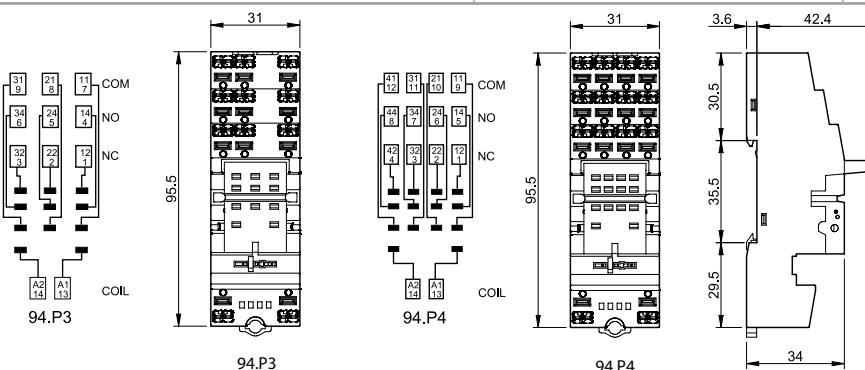 31
31
3.6
42.4
31 9
21 8
11 7
COM
34 6
24 5
14 4
NO
32 3
22 2
12 1
NC
A2 14
A1 13
COIL
94.P3
95.5
94.P3
41 12
31 11
21 10
11 9
COM
44 8
34 7
24 6
14 5
NO
42 4
32 3
22 2
12 1
NC
A2 14
A1 13
COIL
94.P4
95.5
94.P4
30.5
35.5
29.5
34